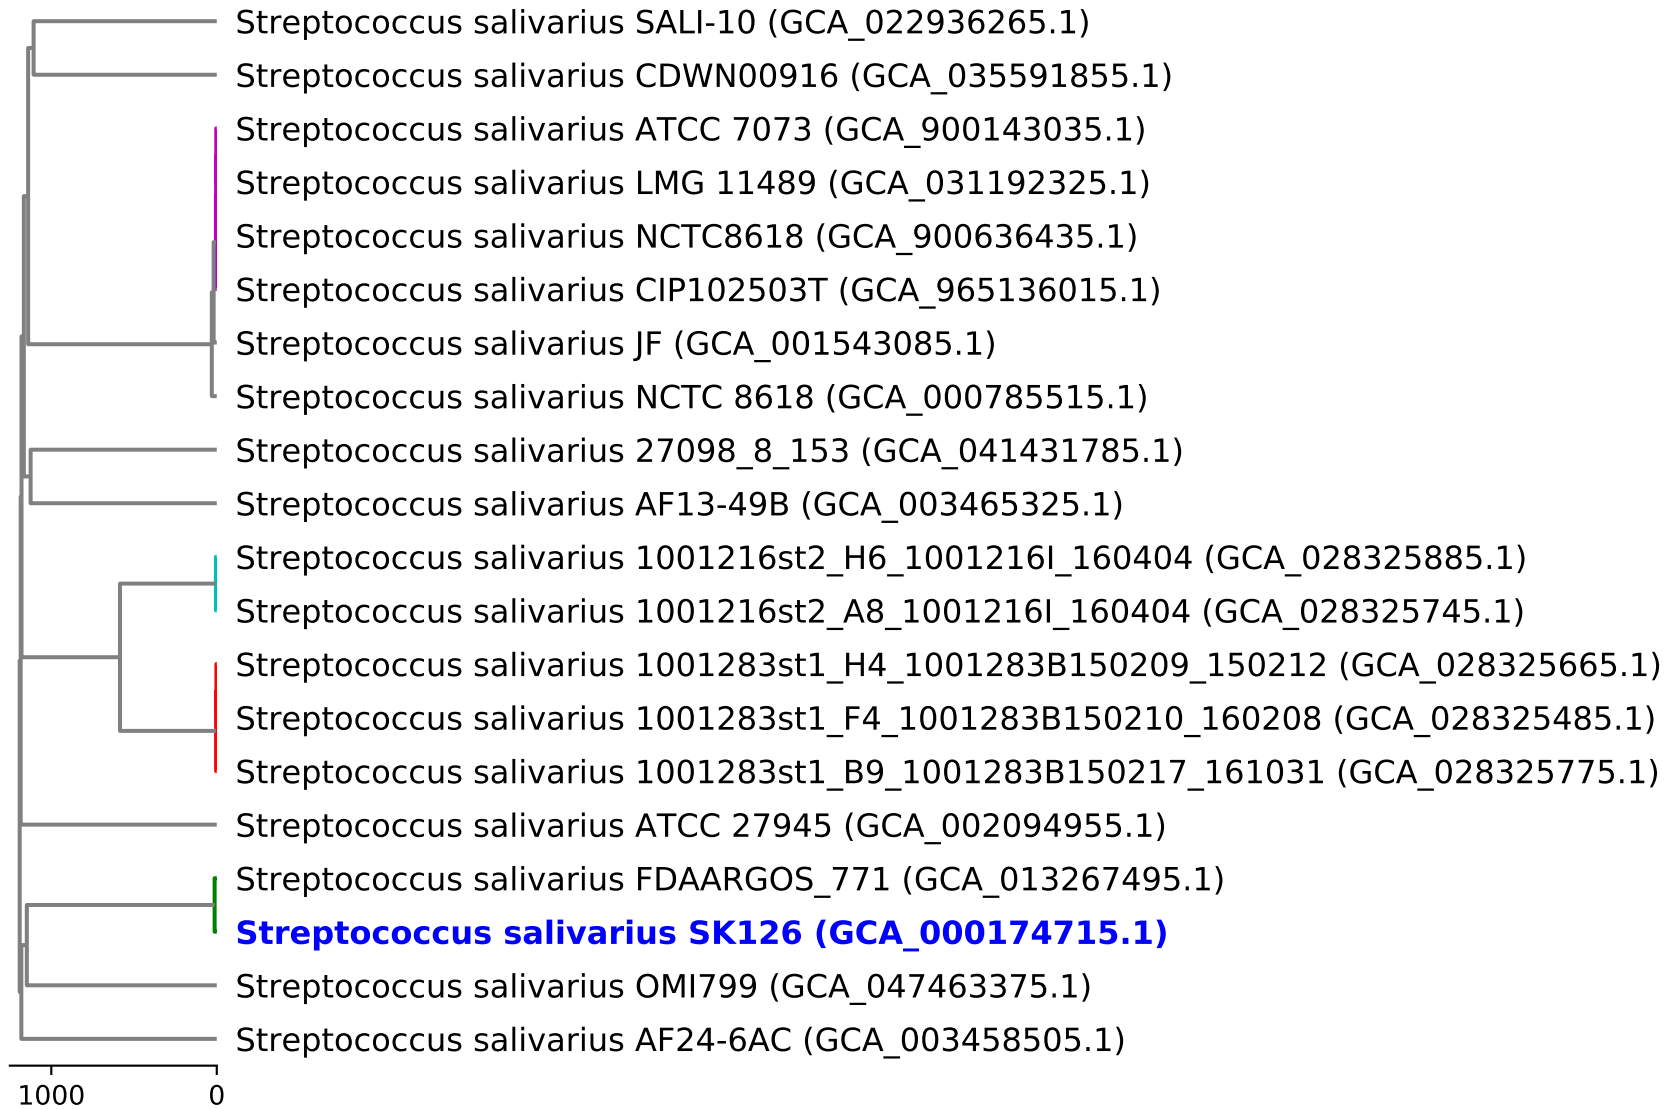 Streptococcus salivarius SALI-10 (GCA_022936265.1)
Streptococcus salivarius CDWN00916 (GCA_035591855.1)
Streptococcus salivarius ATCC 7073 (GCA_900143035.1)
Streptococcus salivarius LMG 11489 (GCA_031192325.1)
Streptococcus salivarius NCTC8618 (GCA_900636435.1)
Streptococcus salivarius CIP102503T (GCA_965136015.1)
Streptococcus salivarius JF (GCA_001543085.1)
Streptococcus salivarius NCTC 8618 (GCA_000785515.1)
Streptococcus salivarius 27098_8_153 (GCA_041431785.1)
Streptococcus salivarius AF13-49B (GCA_003465325.1)
Streptococcus salivarius 1001216st2_H6_1001216I_160404 (GCA_028325885.1)
Streptococcus salivarius 1001216st2_A8_1001216I_160404 (GCA_028325745.1)
Streptococcus salivarius 1001283st1_H4_1001283B150209_150212 (GCA_028325665.1)
Streptococcus salivarius 1001283st1_F4_1001283B150210_160208 (GCA_028325485.1)
Streptococcus salivarius 1001283st1_B9_1001283B150217_161031 (GCA_028325775.1)
Streptococcus salivarius ATCC 27945 (GCA_002094955.1)
Streptococcus salivarius FDAARGOS_771 (GCA_013267495.1)
Streptococcus salivarius SK126 (GCA_000174715.1)
Streptococcus salivarius OMI799 (GCA_047463375.1)
Streptococcus salivarius AF24-6AC (GCA_003458505.1)
1000 0